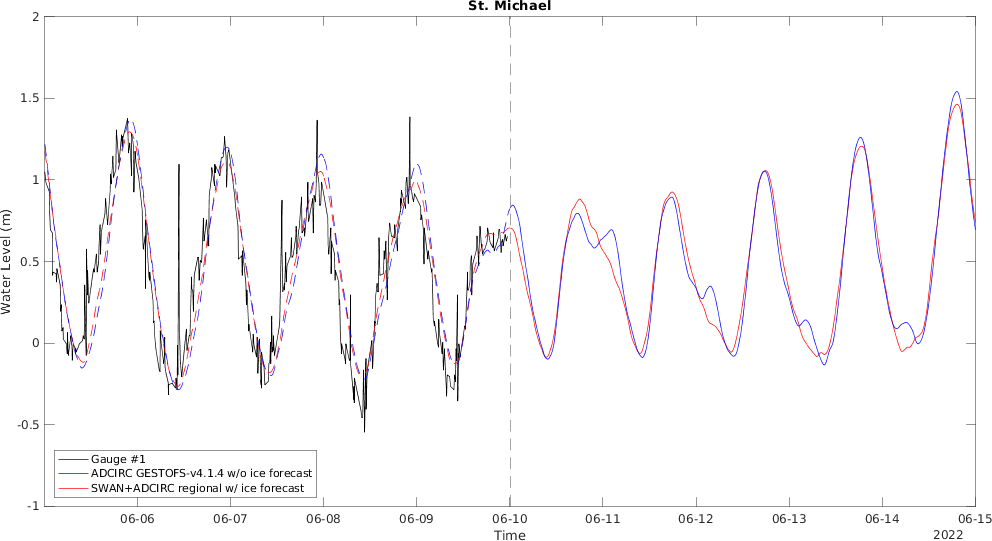 St. Michael
2
1.5
1
0.5
0
-0.5
-1
Water Level (m)
Gauge #1
ADCIRC GESTOFS-v4.1.4 w/o ice forecast
SWAN+ADCIRC regional w/ ice forecast
06-06 06-07 06-08 06-09 06-10 06-11 06-12 06-13 06-14 06-15
Time
2022